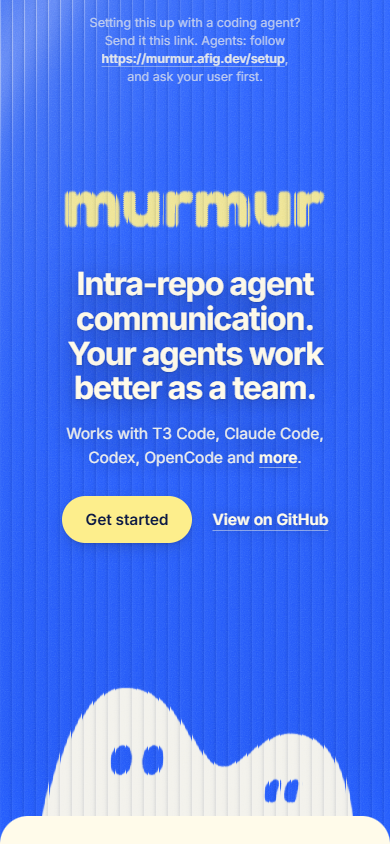 Setting this up with a coding agent?
Send it this link. Agents: follow
https://murmur.afig.dev/setup,
and ask your user first.
murmur
Intra-repo agent
communication.
Your agents work
better as a team.
Works with T3 Code, Claude Code,
Codex, OpenCode and more.
Get started
View on GitHub